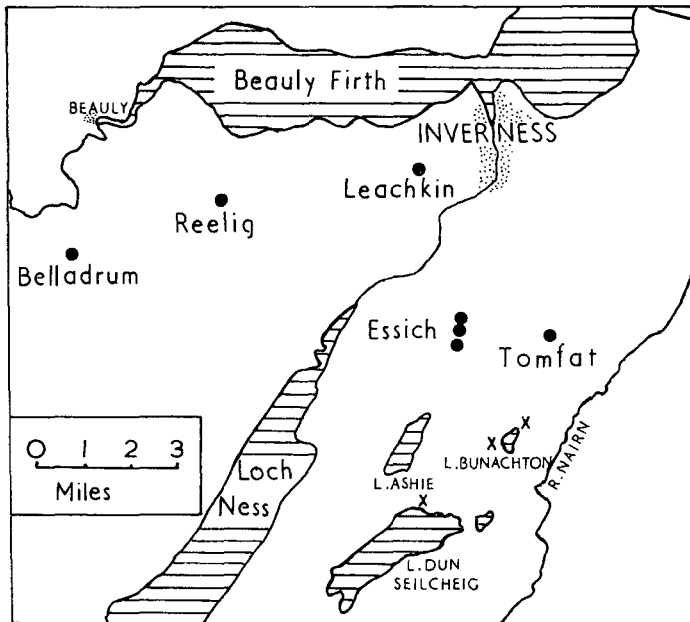 Beauly Firth
BEAULY
INVERNESS
Leachkin
Reelig
Belladrum
Essich
Tomfat
0 1 2 3
Miles
Loch
Ness
L. ASHIE
x
x
L. BUNACHTON
R. NAIRN
x
L. DUN
SEILCHEIG